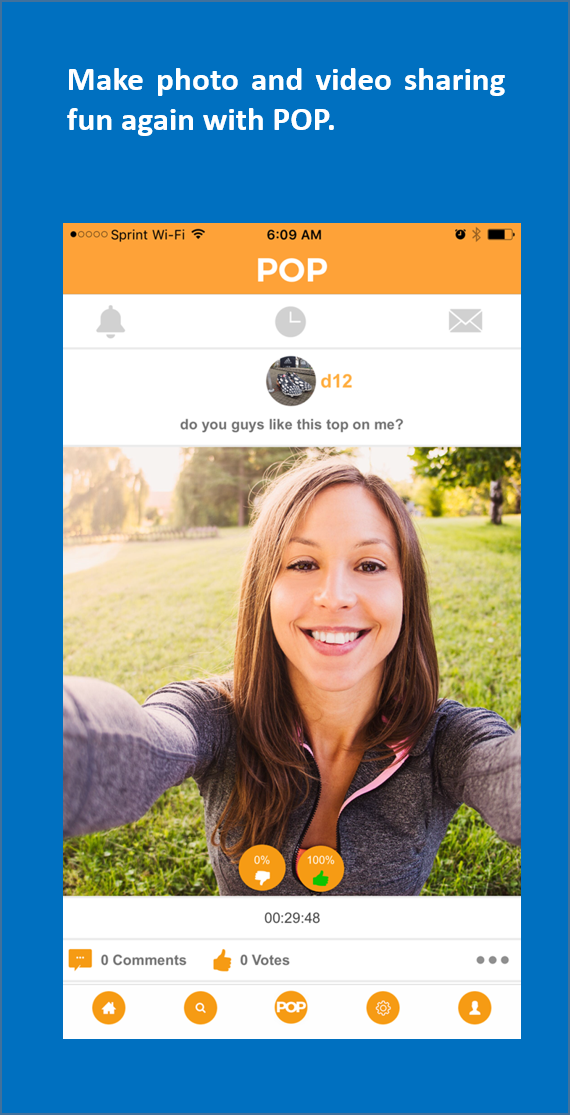 Make photo and video sharing
fun again with POP.
Sprint Wi-Fi 6:09 AM
POP
d12
do you guys like this top on me?
0% 100%
00:29:48
0 Comments 0 Votes
POP